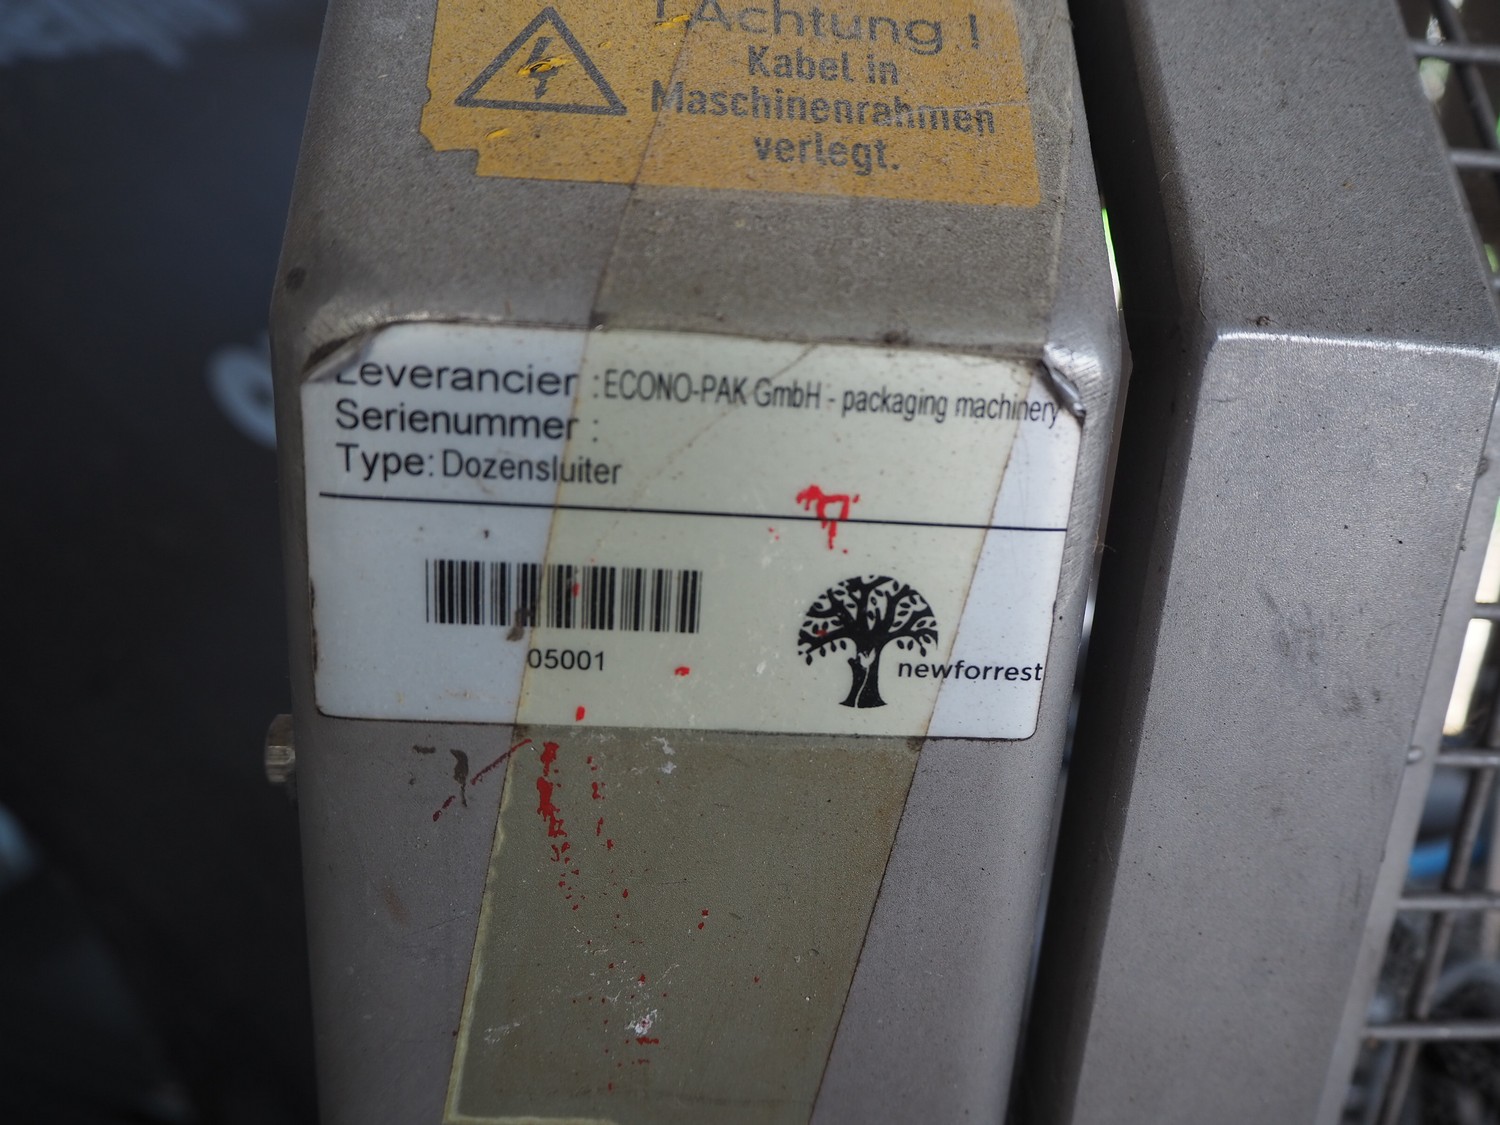 ! Achtung !
Kabel in
Maschinenrahmen
verlegt.
Leverancier : ECONO-PAK GmbH - packaging machinery
Serienummer :
Type: Dozensluiter
05001
newforrest